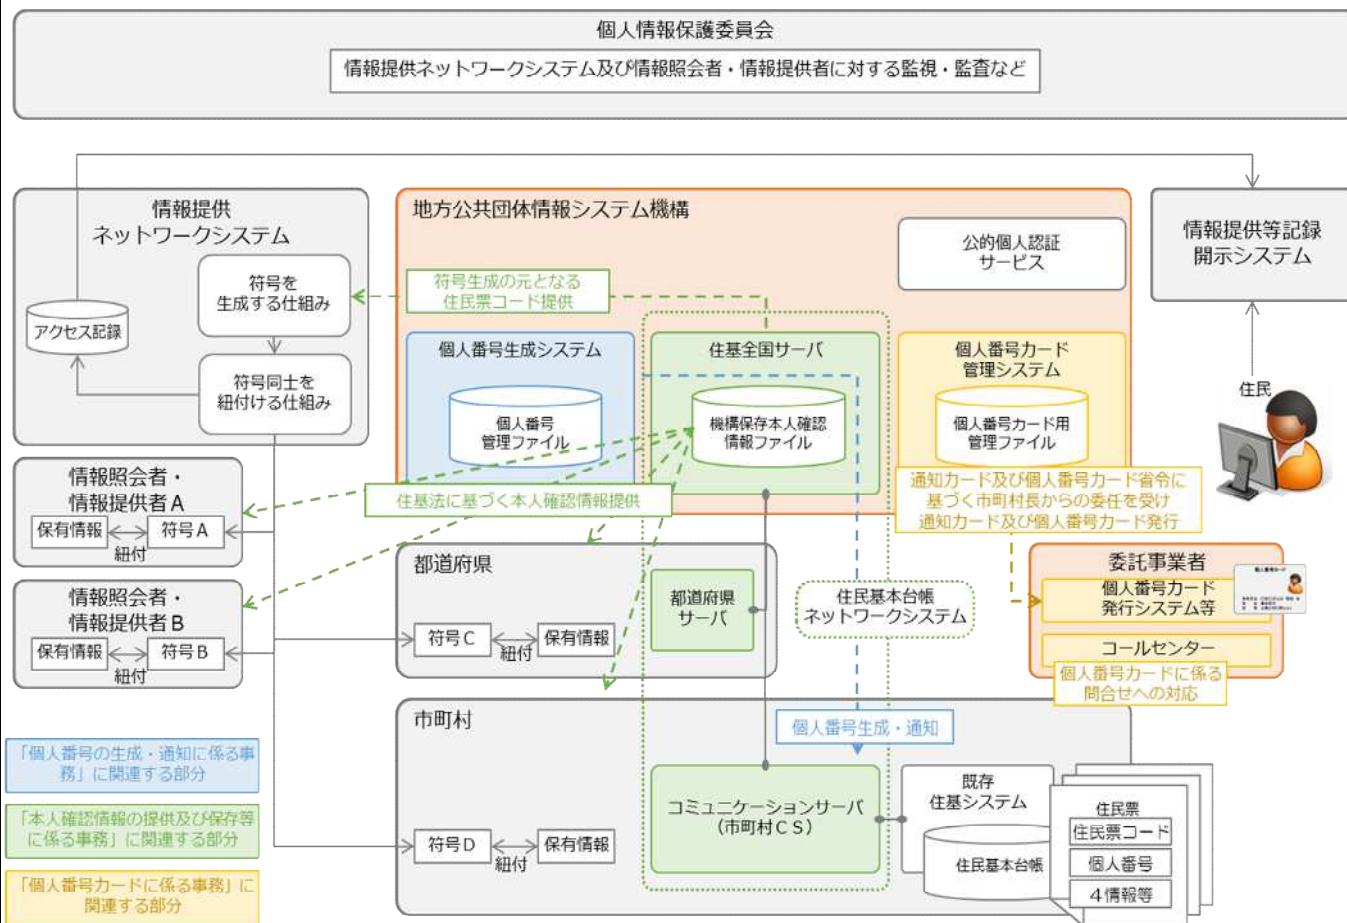 個人情報保護委員会
情報提供ネットワークシステム及び情報照会者・情報提供者に対する監視・監査など
情報提供
ネットワークシステム
符号を
生成する仕組み
アクセス記録
符号同士を
紐付ける仕組み
地方公共団体情報システム機構
公的個人認証
サービス
符号生成の元となる
住民票コード提供
個人番号生成システム
個人番号
管理ファイル
住基全国サーバ
機構保存本人確認
情報ファイル
個人番号カード
管理システム
個人番号カード用
管理ファイル
情報提供等記録
開示システム
住民
情報照会者・
情報提供者A
保有情報
符号A
紐付
住基法に基づく本人確認情報提供
通知カード及び個人番号カード省令に
基づく市町村長からの委任を受け
通知カード及び個人番号カード発行
情報照会者・
情報提供者B
保有情報
符号B
紐付
都道府県
都道府県
サーバ
符号C
保有情報
紐付
住民基本台帳
ネットワークシステム
委託事業者
個人番号カード
発行システム等
コールセンター
個人番号カードに係る
問合せへの対応
市町村
個人番号生成・通知
コミュニケーションサーバ
(市町村CS)
既存
住基システム
住民基本台帳
住民票
住民票コード
個人番号
4情報等
符号D
保有情報
紐付
「個人番号の生成・通知に係る事
務」に関連する部分
「本人確認情報の提供及び保存等
に係る事務」に関連する部分
「個人番号カードに係る事務」に
関連する部分